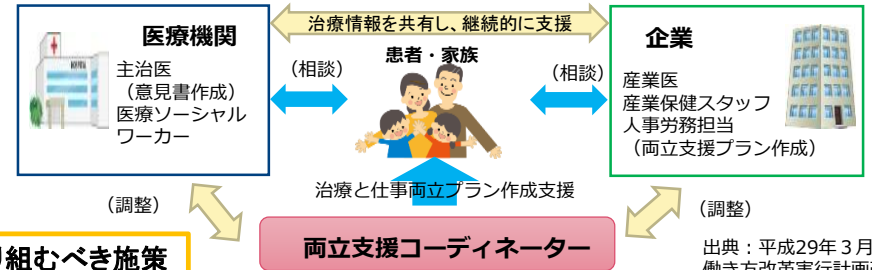 治療情報を共有し、継続的に支援
医療機関
主治医
（意見書作成）
医療ソーシャル
ワーカー
（相談）
患者・家族
（相談）
企業
産業医
産業保健スタッフ
人事労務担当
（両立支援プラン作成）
治療と仕事両立プラン作成支援
（調整）
（調整）
両立支援コーディネーター
り組むべき施策
出典：平成29年３月
働き方改革実行計画